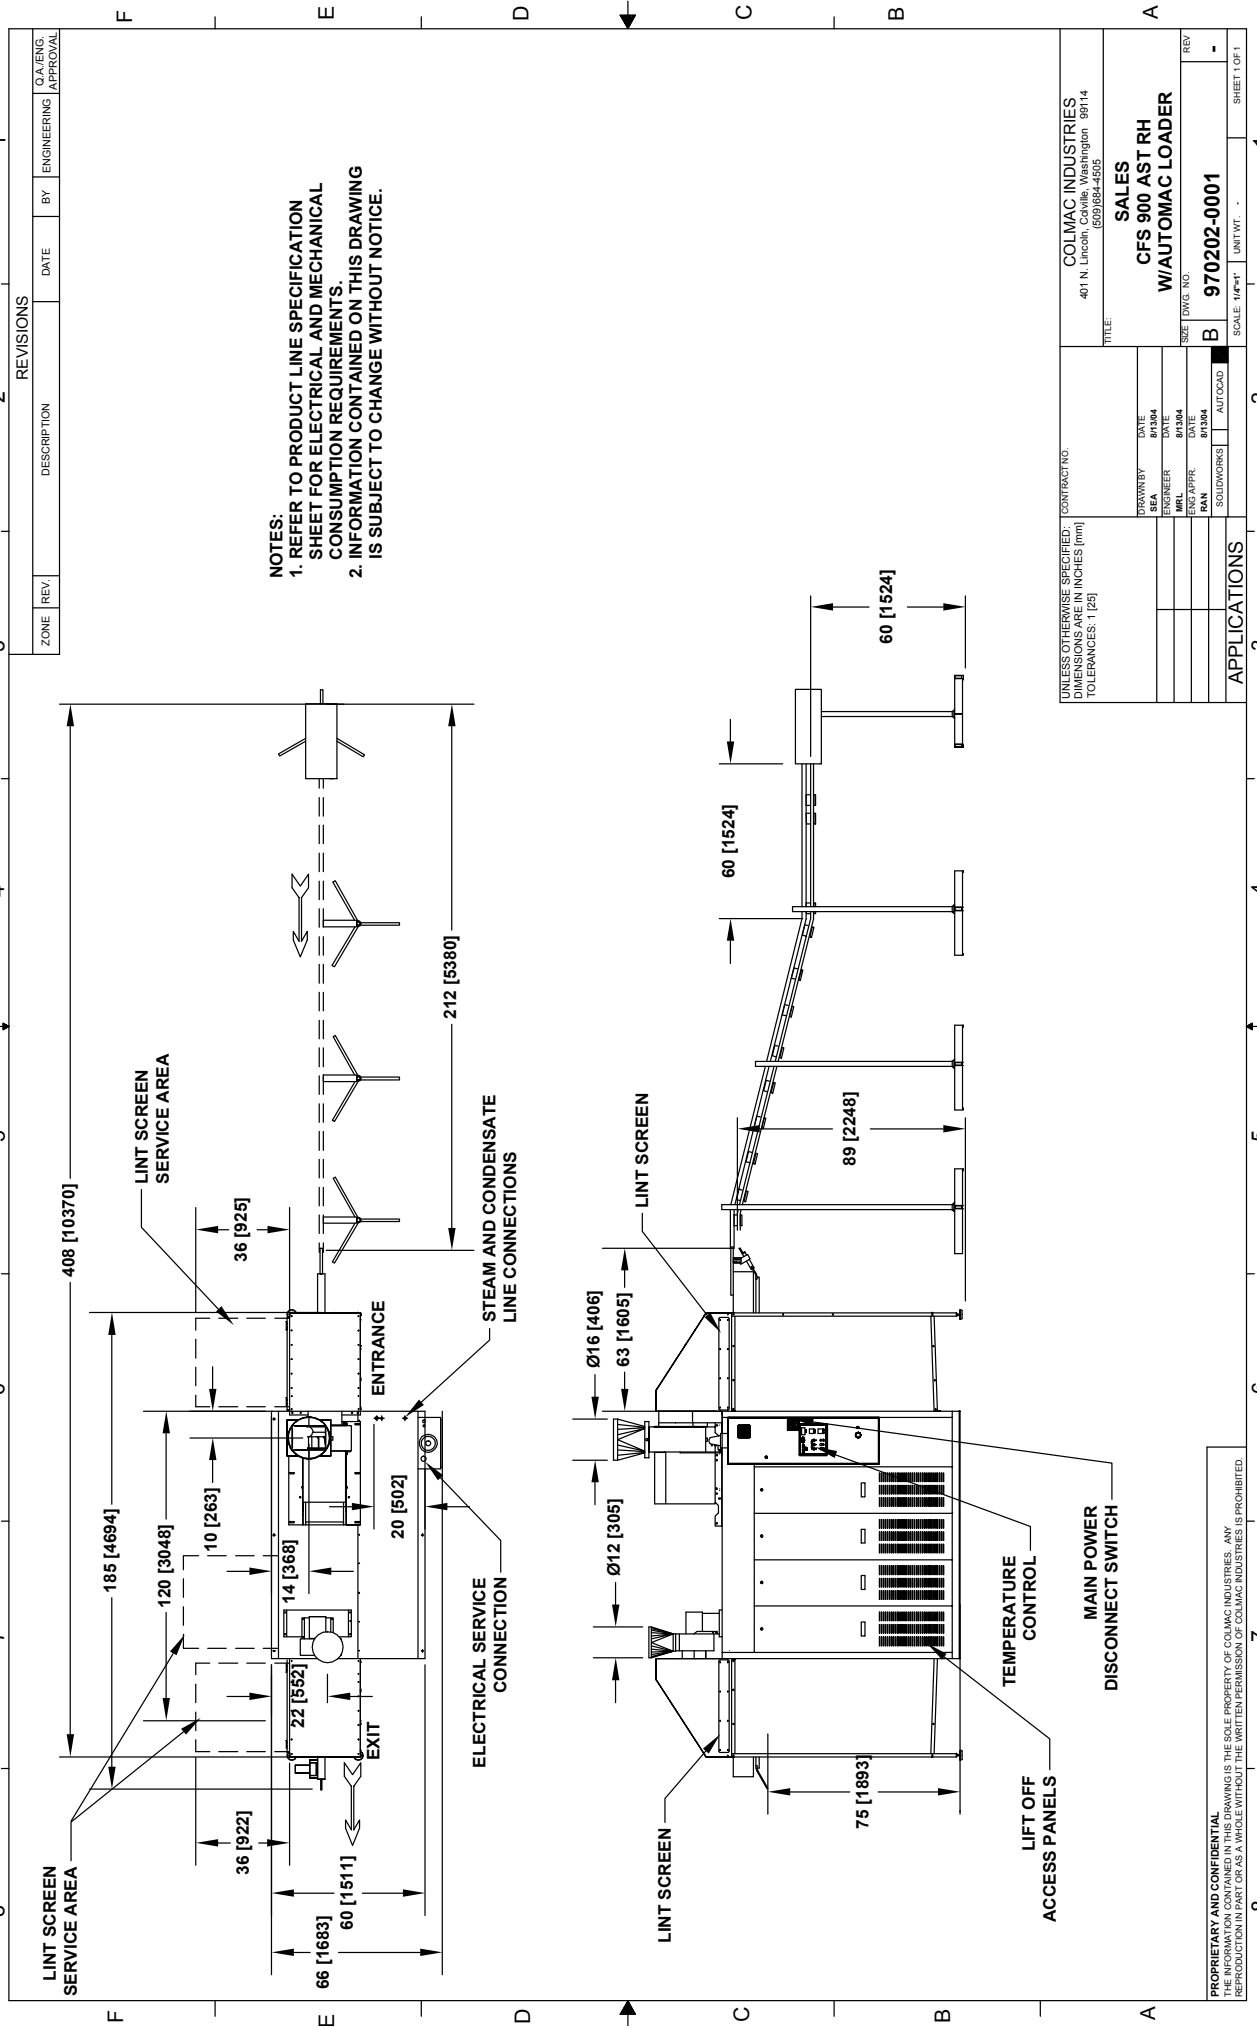 REVISIONS
ZONE REV. DESCRIPTION DATE BY ENGINEERING Q.A./ENG. APPROVAL
F
E
D
C
B
A
NOTES:
1. REFER TO PRODUCT LINE SPECIFICATION
SHEET FOR ELECTRICAL AND MECHANICAL
CONSUMPTION REQUIREMENTS.
2. INFORMATION CONTAINED ON THIS DRAWING
IS SUBJECT TO CHANGE WITHOUT NOTICE.
LINT SCREEN
SERVICE AREA
408 [10370]
185 [4694]
120 [3048]
10 [263]
36 [925]
LINT SCREEN
SERVICE AREA
36 [922]
60 [1511]
66 [1683]
22 [552]
14 [368]
20 [502]
212 [5380]
EXIT
ENTRANCE
STEAM AND CONDENSATE
LINE CONNECTIONS
ELECTRICAL SERVICE
CONNECTION
LINT SCREEN
LINT SCREEN
Ø12 [305]
Ø16 [406]
63 [1605]
89 [2248]
60 [1524]
60 [1524]
75 [1893]
LIFT OFF
ACCESS PANELS
TEMPERATURE
CONTROL
MAIN POWER
DISCONNECT SWITCH
PROPRIETARY AND CONFIDENTIAL
THE INFORMATION CONTAINED IN THIS DRAWING IS THE SOLE PROPERTY OF COLMAC INDUSTRIES. ANY
REPRODUCTION IN PART OR AS A WHOLE WITHOUT THE WRITTEN PERMISSION OF COLMAC INDUSTRIES IS PROHIBITED.
UNLESS OTHERWISE SPECIFIED:
DIMENSIONS ARE IN INCHES [mm]
TOLERANCES: 1 [25]
APPLICATIONS
CONTRACT NO.
DRAWN BY DATE
SEA 8/13/04
ENGINEER DATE
MRL 8/13/04
ENG APPR. DATE
RAN 8/13/04
SOLIDWORKS AUTOCAD
COLMAC INDUSTRIES
401 N. Lincoln, Colville, Washington 99114
(509)684-4505
TITLE:
SALES
CFS 900 AST RH
W/AUTOMAC LOADER
SIZE DWG. NO. REV
B 970202-0001 -
SCALE: 1/4"=1' UNIT WT. - SHEET 1 OF 1
F
E
D
C
B
A